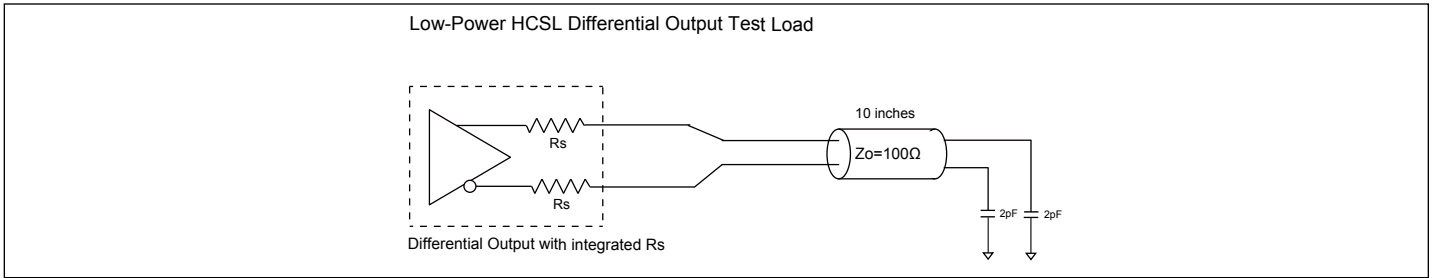 Low-Power HCSL Differential Output Test Load
10 inches
Rs
Zo=100Ω
Rs
2pF
2pF
Differential Output with integrated Rs